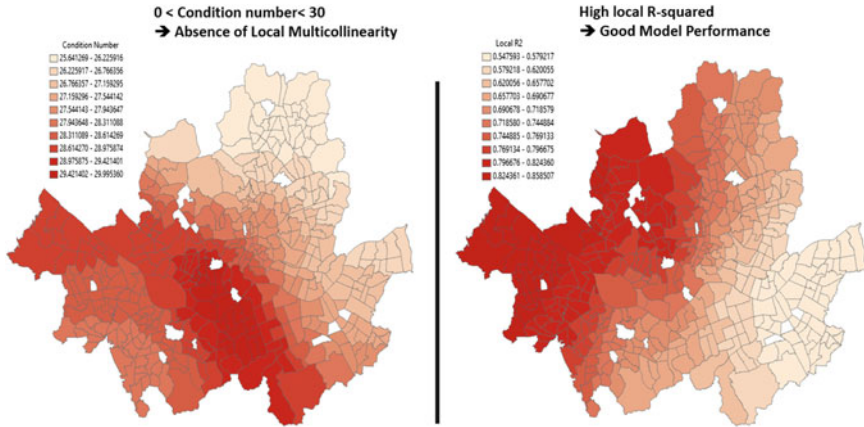 0 < Condition number< 30
➔ Absence of Local Multicollinearity
Condition Number
25.641269 - 26.225916
26.225917 - 26.766356
26.766357 - 27.159295
27.159296 - 27.544142
27.544143 - 27.943647
27.943648 - 28.311088
28.311089 - 28.614269
28.614270 - 28.975874
28.975875 - 29.421401
29.421402 - 29.995360
High local R-squared
➔ Good Model Performance
Local R2
0.547593 - 0.579217
0.579218 - 0.620055
0.620056 - 0.657702
0.657703 - 0.690677
0.690678 - 0.718579
0.718580 - 0.744884
0.744885 - 0.769133
0.769134 - 0.796675
0.796676 - 0.824360
0.824361 - 0.858507